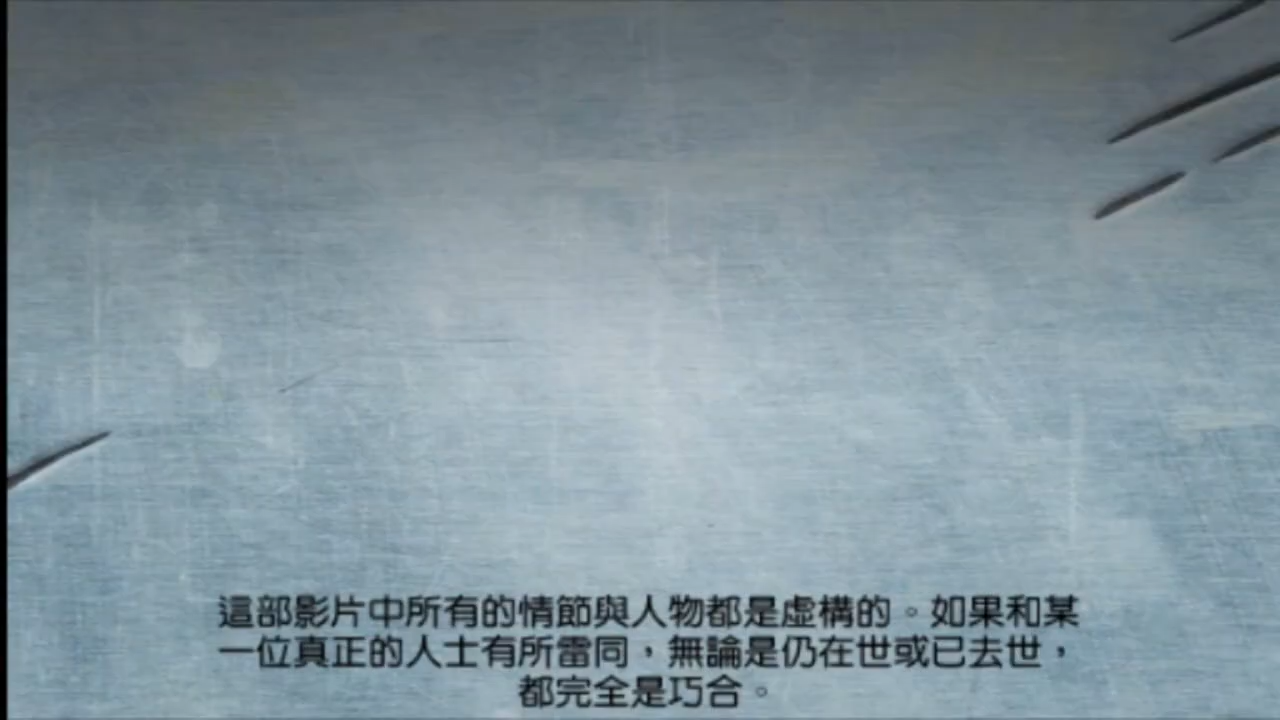 這部影片中所有的情節與人物都是虛構的。如果和某
一位真正的人士有所雷同，無論是仍在世或已去世，
都完全是巧合。